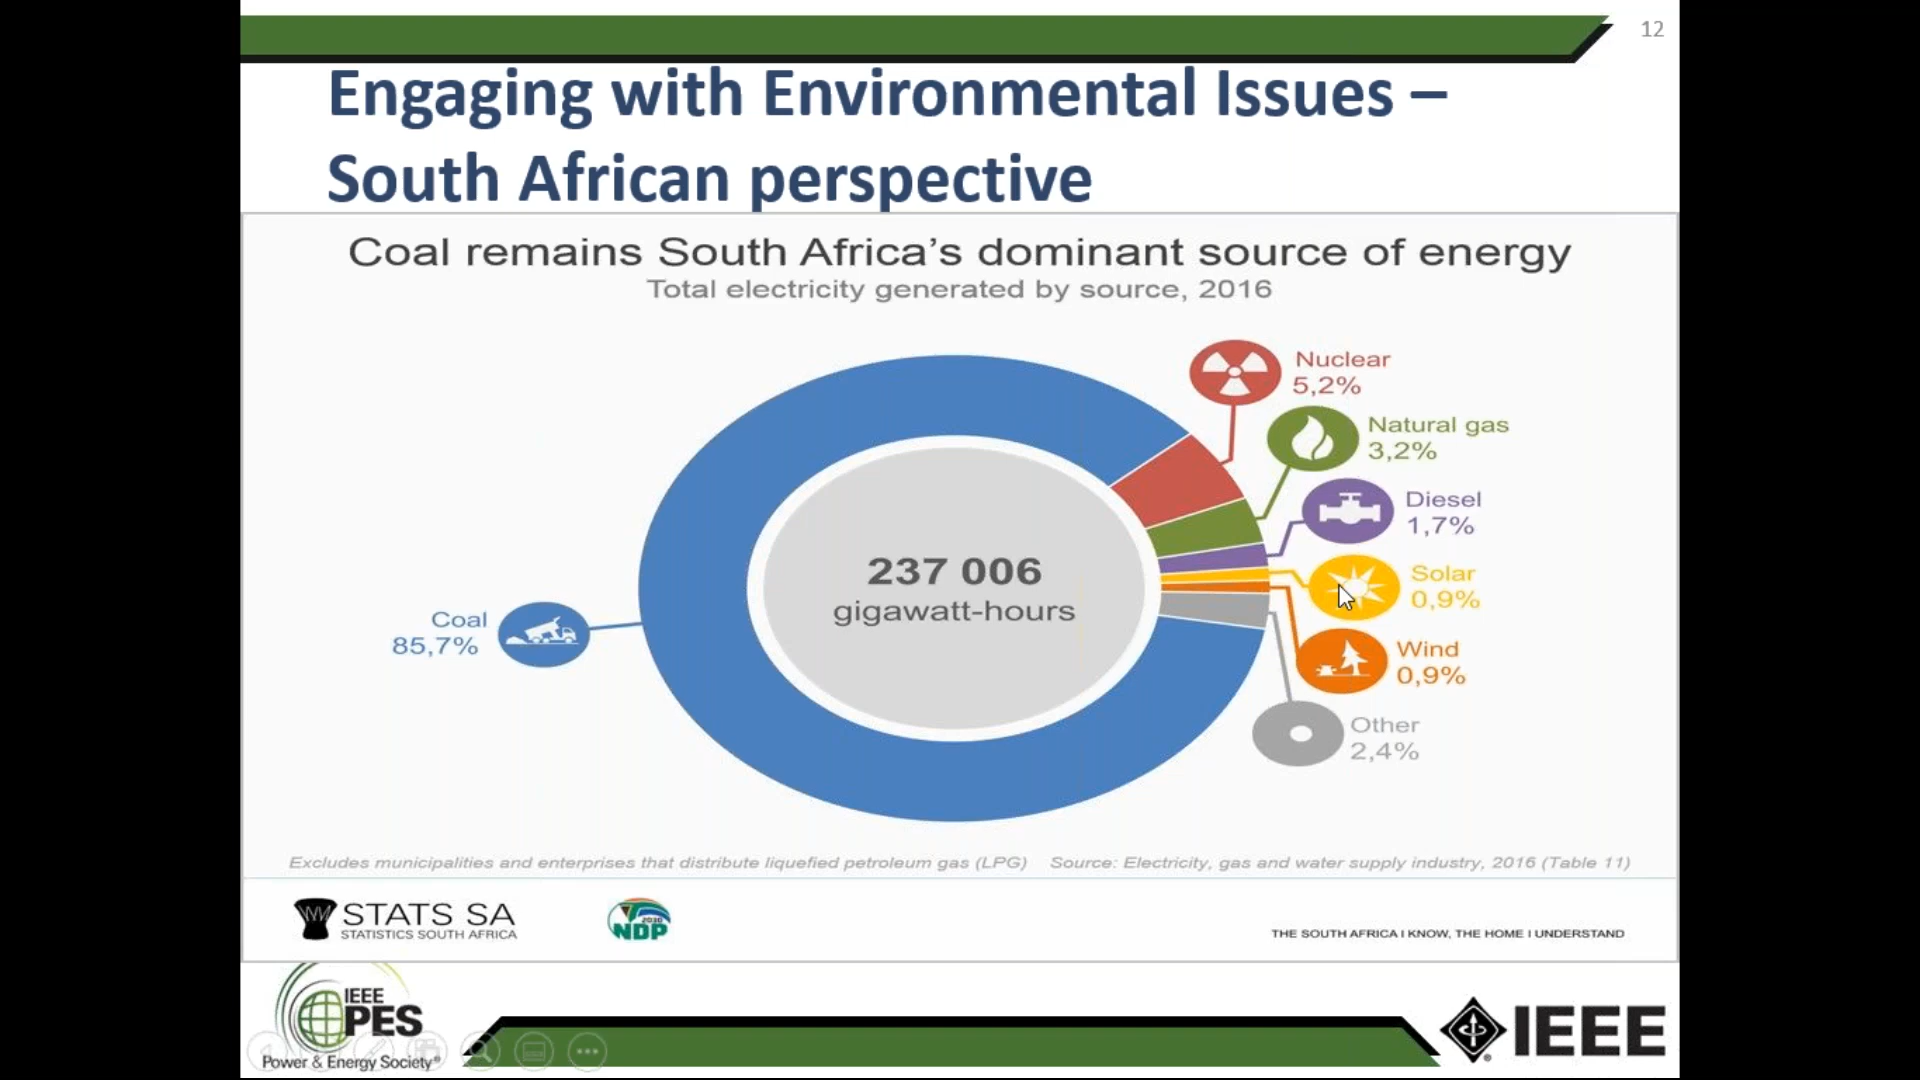 12
Engaging with Environmental Issues –
South African perspective
Coal remains South Africa's dominant source of energy
Total electricity generated by source, 2016
Nuclear
5,2%
Natural gas
3,2%
Diesel
1,7%
Solar
0,9%
Wind
0,9%
Other
2,4%
Coal
85,7%
237 006
gigawatt-hours
Excludes municipalities and enterprises that distribute liquefied petroleum gas (LPG) Source: Electricity, gas and water supply industry, 2016 (Table 11)
STATS SA
STATISTICS SOUTH AFRICA
2030
NDP
THE SOUTH AFRICA I KNOW, THE HOME I UNDERSTAND
IEEE
PES
Power & Energy Society®
IEEE